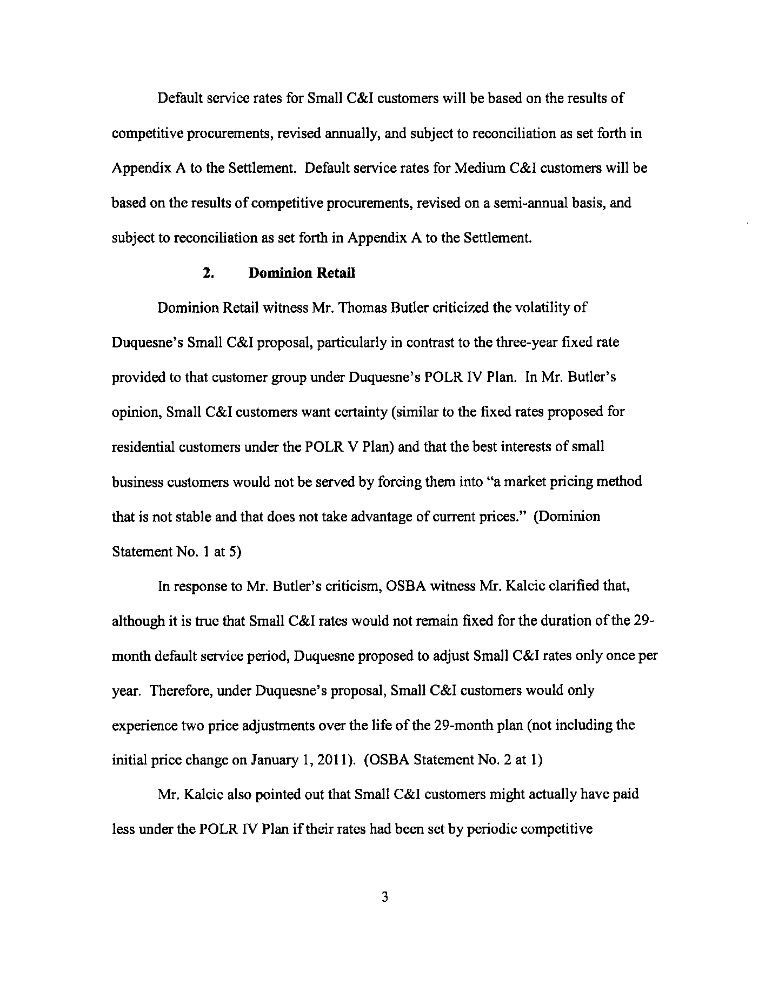 Default service rates for Small C&I customers will be based on the results of
competitive procurements, revised annually, and subject to reconciliation as set forth in
Appendix A to the Settlement. Default service rates for Medium C&I customers will be
based on the results of competitive procurements, revised on a semi-annual basis, and
subject to reconciliation as set forth in Appendix A to the Settlement.
2. Dominion Retail
Dominion Retail witness Mr. Thomas Butler criticized the volatility of
Duquesne's Small C&I proposal, particularly in contrast to the three-year fixed rate
provided to that customer group under Duquesne's POLR IV Plan. In Mr. Butler's
opinion, Small C&I customers want certainty (similar to the fixed rates proposed for
residential customers under the POLR V Plan) and that the best interests of small
business customers would not be served by forcing them into “a market pricing method
that is not stable and that does not take advantage of current prices.” (Dominion
Statement No. 1 at 5)
In response to Mr. Butler's criticism, OSBA witness Mr. Kalcic clarified that,
although it is true that Small C&I rates would not remain fixed for the duration of the 29-
month default service period, Duquesne proposed to adjust Small C&I rates only once per
year. Therefore, under Duquesne's proposal, Small C&I customers would only
experience two price adjustments over the life of the 29-month plan (not including the
initial price change on January 1, 2011). (OSBA Statement No. 2 at 1)
Mr. Kalcic also pointed out that Small C&I customers might actually have paid
less under the POLR IV Plan if their rates had been set by periodic competitive
3